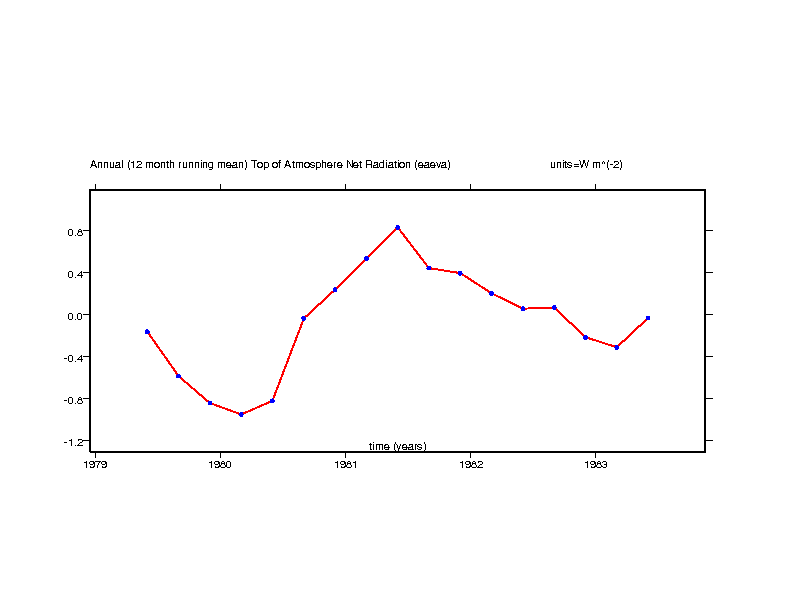 Annual (12 month running mean) Top of Atmosphere Net Radiation (eaeva) units=W m^(-2)
0.8
0.4
0.0
-0.4
-0.8
-1.2
time (years)
1979 1980 1981 1982 1983